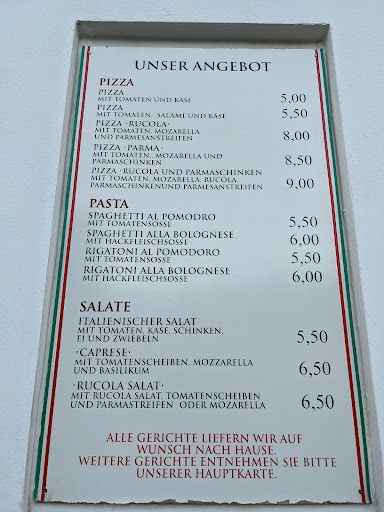 UNSER ANGEBOT
PIZZA
PIZZA
MIT TOMATEN UND KÄSE 5,00
PIZZA
MIT TOMATEN, SALAMI UND KÄSE 5,50
PIZZA ·RUCOLA·
MIT TOMATEN, MOZARELLA
UND PARMESANSTREIFEN 8,00
PIZZA ·PARMA·
MIT TOMATEN, MOZARELLA UND
PARMASCHINKEN 8,50
PIZZA ·RUCOLA UND PARMASCHINKEN
MIT TOMATEN, MOZARELLA, RUCOLA,
PARMASCHINKENUND PARMESANSTREIFEN 9,00
PASTA
SPAGHETTI AL POMODRO 5,50
MIT TOMATENSOSSE
SPAGHETTI ALLA BOLOGNESE 6,00
MIT HACKFLEISCHSOSSE
RIGATONI AL POMODORO 5,50
MIT TOMATENSOSSE
RIGATONI ALLA BOLOGNESE 6,00
MIT HACKFLEISCHSOSSE
SALATE
ITALIENISCHER SALAT
MIT TOMATEN, KÄSE, SCHINKEN,
EI UND ZWIEBELN 5,50
·CAPRESE·
MIT TOMATENSCHEIBEN, MOZZARELLA
UND BASILIKUM 6,50
·RUCOLA SALAT·
MIT RUCOLA SALAT, TOMATENSCHEIBEN
UND PARMASTREIFEN ODER MOZARELLA 6,50
ALLE GERICHTE LIEFERN WIR AUF
WUNSCH NACH HAUSE.
WEITERE GERICHTE ENTNEHMEN SIE BITTE
UNSERER HAUPTKARTE.